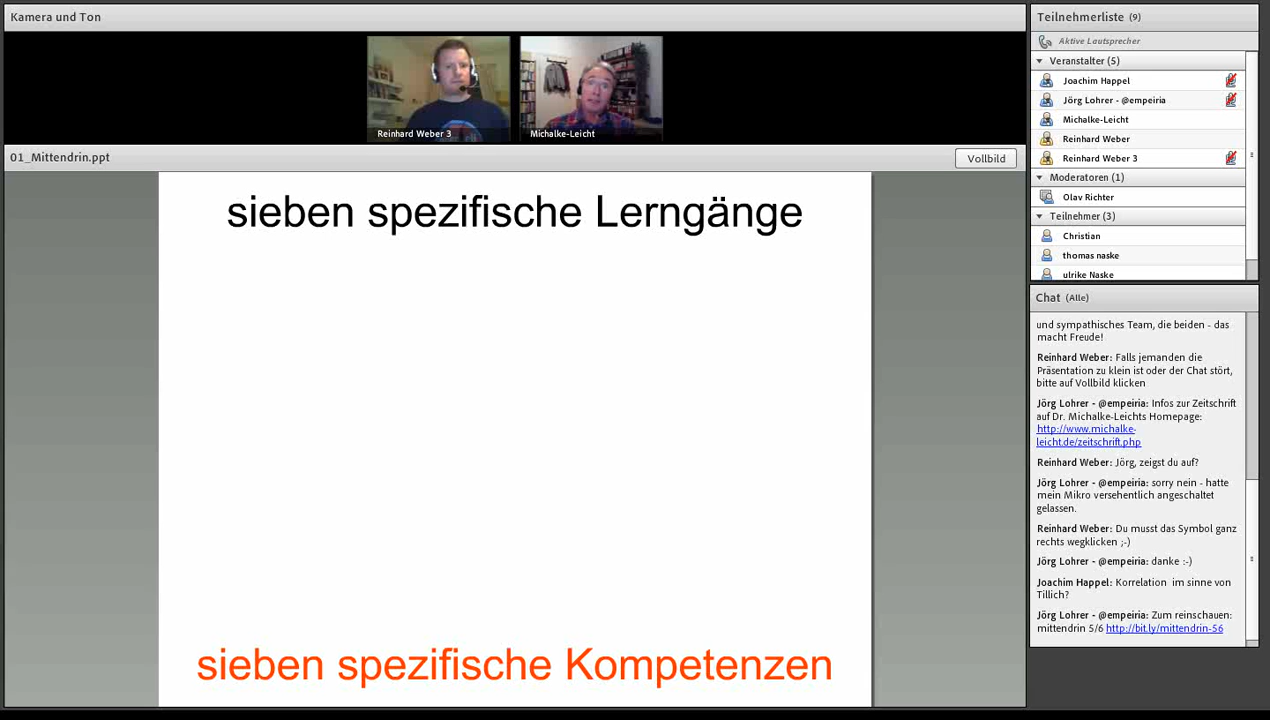 Kamera und Ton
Reinhard Weber 3
Michalke-Leicht
01_Mittendrin.ppt
Vollbild
sieben spezifische Lerngänge
sieben spezifische Kompetenzen
Teilnehmerliste (9)
Aktive Lautsprecher
Veranstalter (5)
Joachim Happel
Jörg Lohrer - @empeiria
Michalke-Leicht
Reinhard Weber
Reinhard Weber 3
Moderatoren (1)
Olav Richter
Teilnehmer (3)
Christian
thomas naske
ulrike Naske
Chat (Alle)
und sympathisches Team, die beiden - das
macht Freude!
Reinhard Weber: Falls jemanden die
Präsentation zu klein ist oder der Chat stört,
bitte auf Vollbild klicken
Jörg Lohrer - @empeiria: Infos zur Zeitschrift
auf Dr. Michalke-Leichts Homepage:
http://www.michalke-
leicht.de/zeitschrift.php
Reinhard Weber: Jörg, zeigst du auf?
Jörg Lohrer - @empeiria: sorry nein - hatte
mein Mikro versehentlich angeschaltet
gelassen.
Reinhard Weber: Du musst das Symbol ganz
rechts wegklicken ;-)
Jörg Lohrer - @empeiria: danke :-)
Joachim Happel: Korrelation im sinne von
Tillich?
Jörg Lohrer - @empeiria: Zum reinschauen:
mittendrin 5/6 http://bit.ly/mittendrin-56